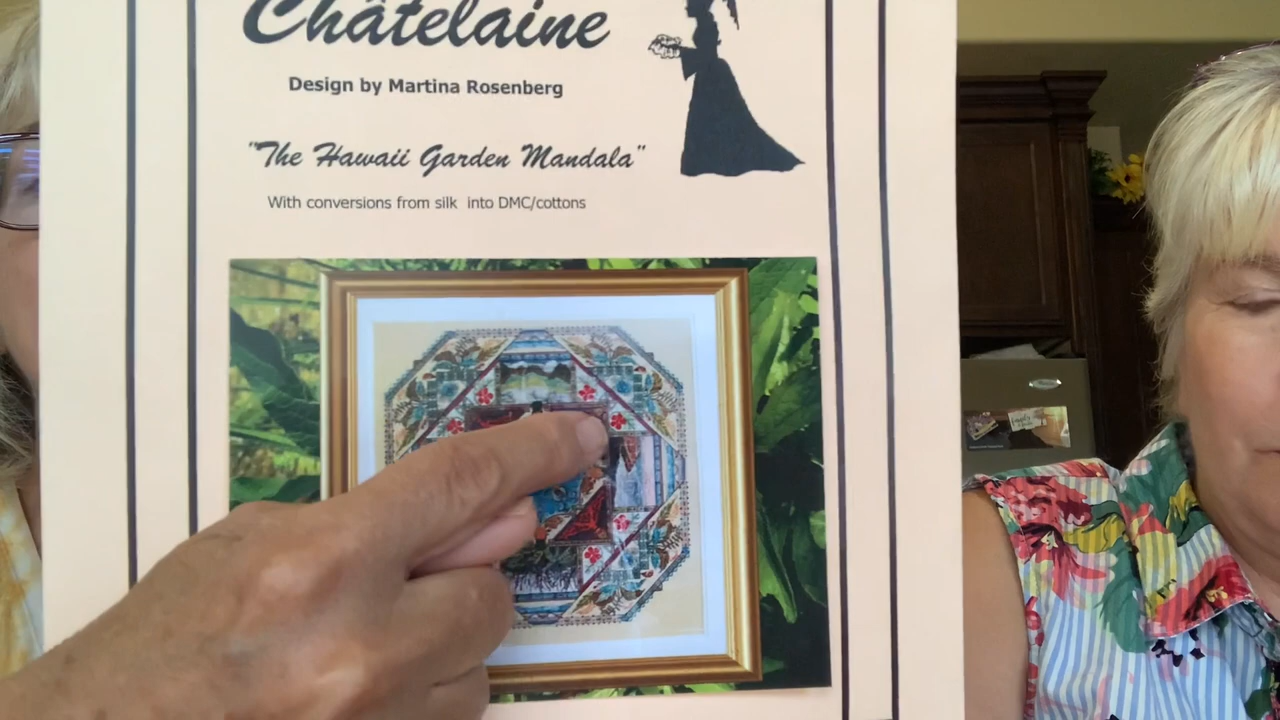 Châtelaine
Design by Martina Rosenberg
"The Hawaii Garden Mandala"
With conversions from silk into DMC/cottons